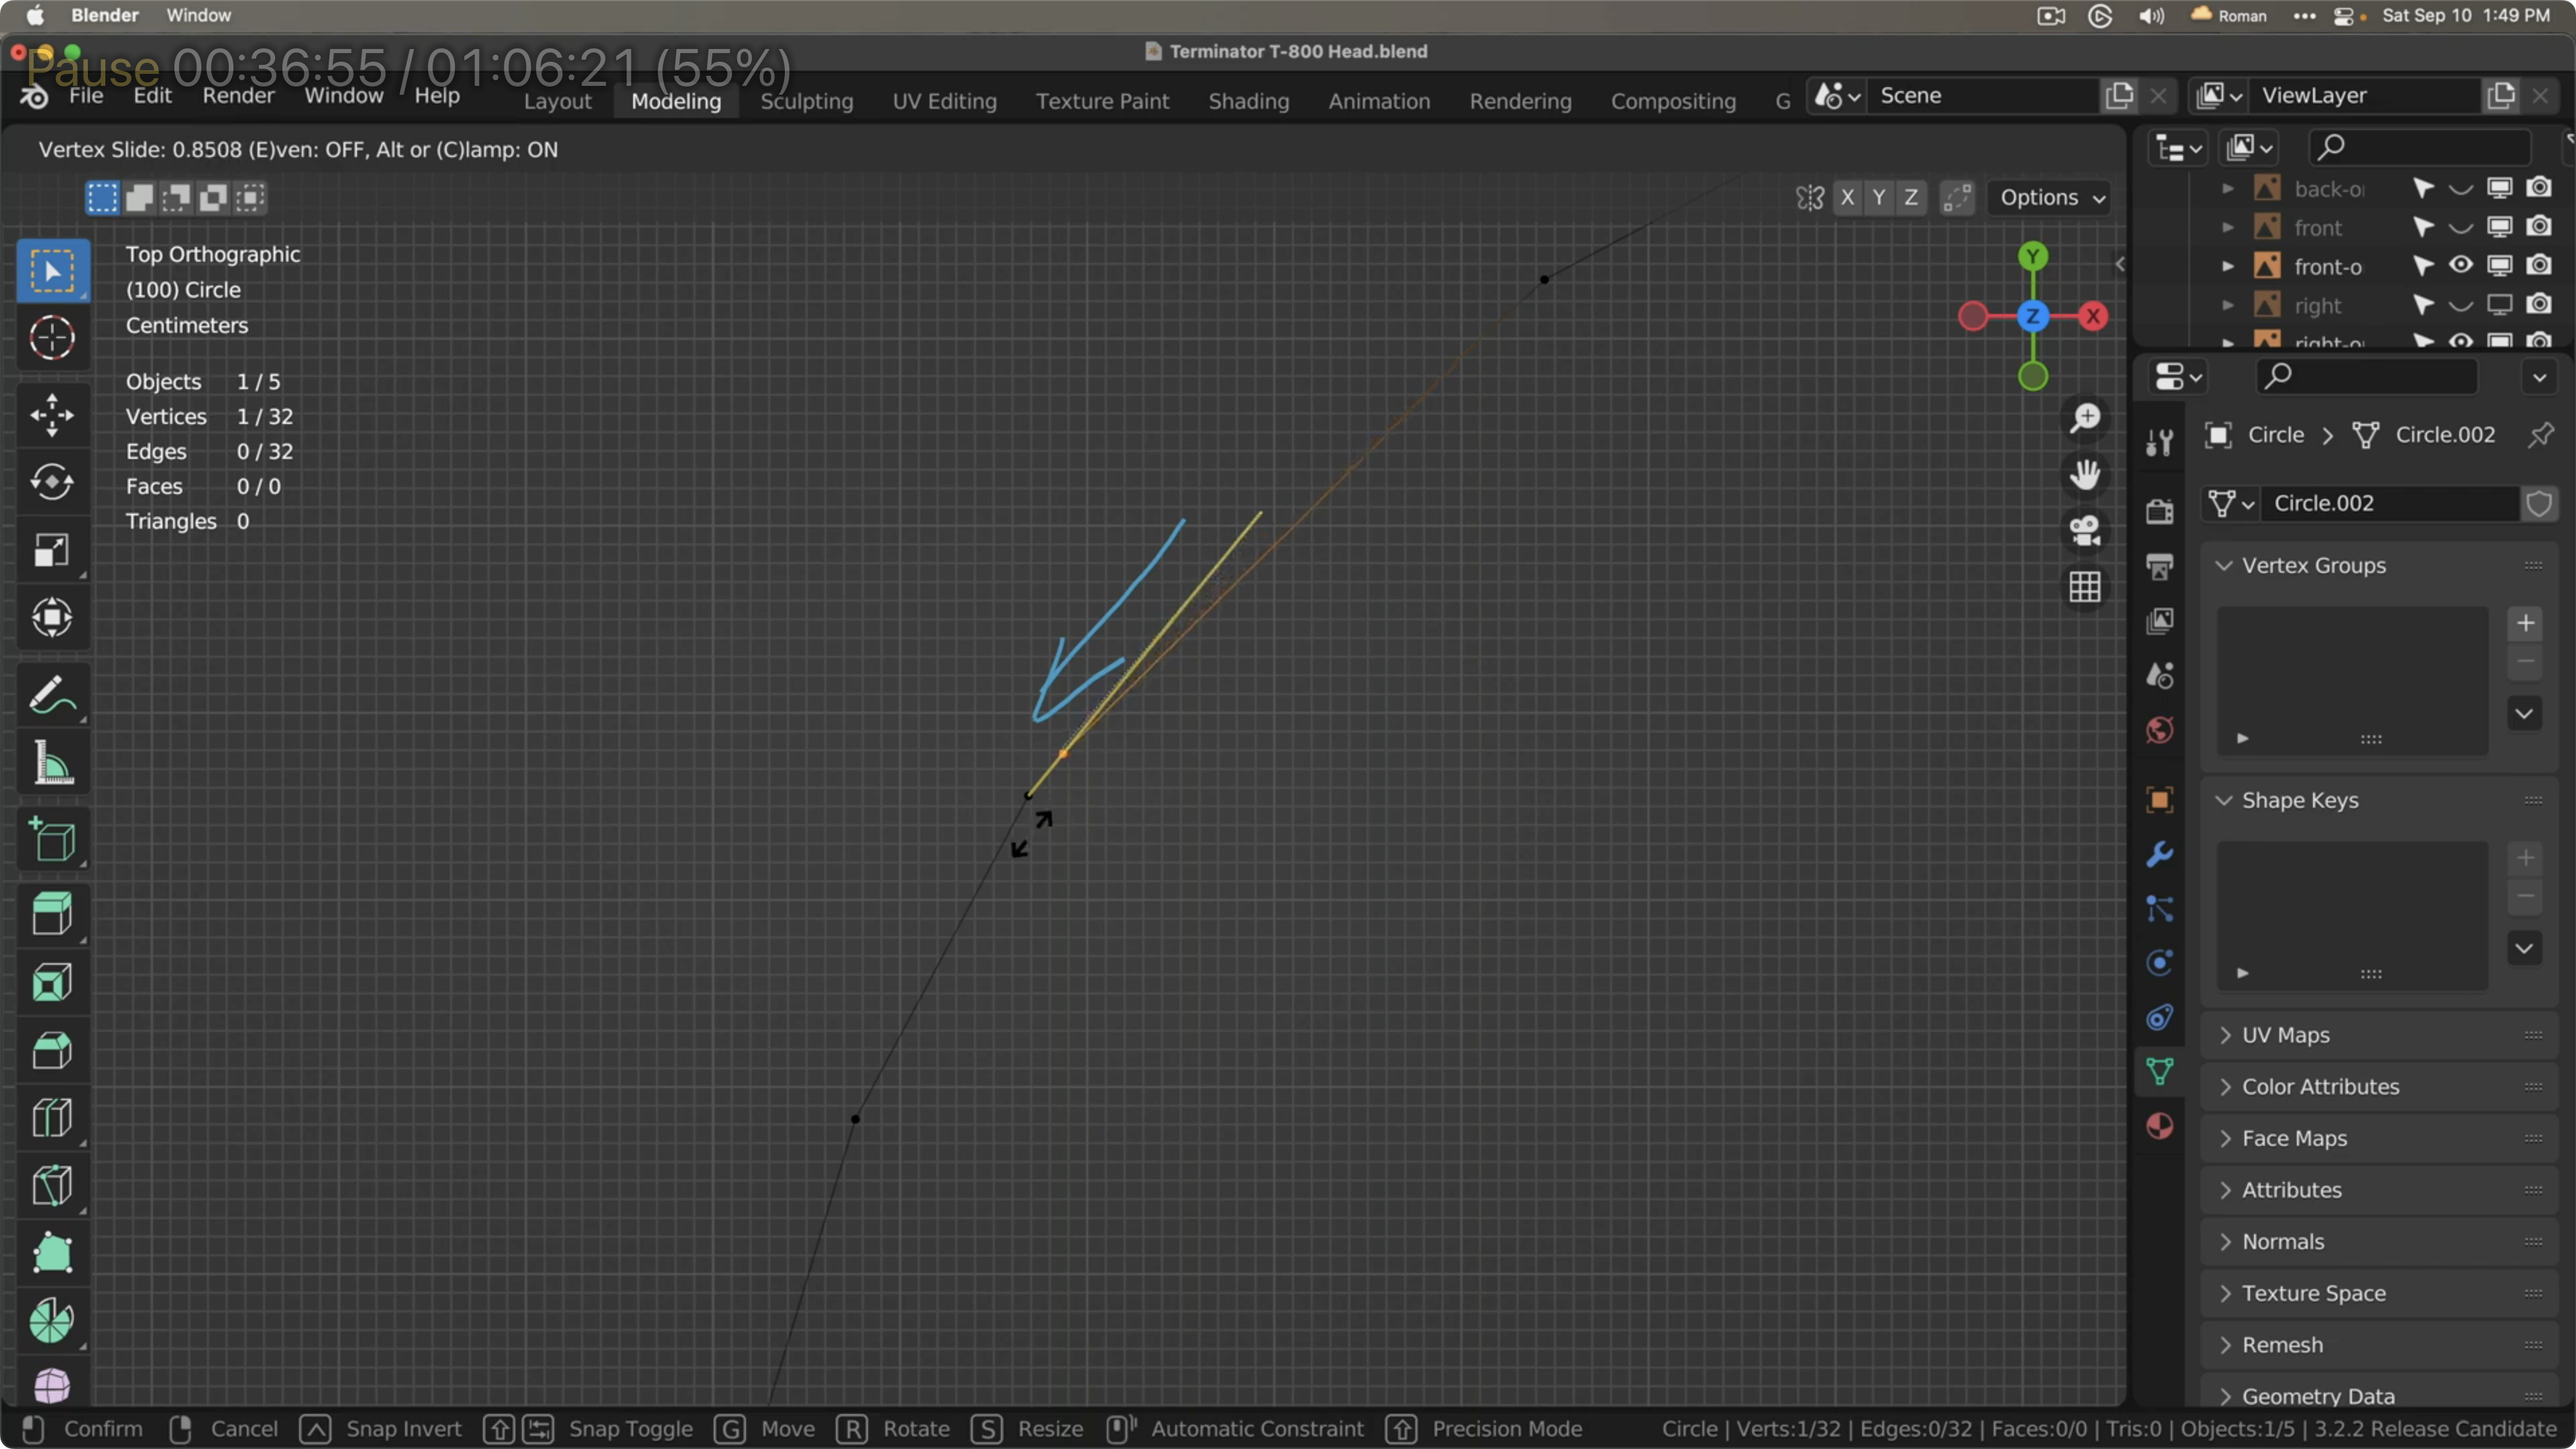 Blender Window Roman Sat Sep 10 1:49 PM
Terminator T-800 Head.blend
Pause 00:36:55 / 01:06:21 (55%)
File Edit Render Window Help Layout Modeling Sculpting UV Editing Texture Paint Shading Animation Rendering Compositing G Scene ViewLayer
Vertex Slide: 0.8508 (E)ven: OFF, Alt or (C)lamp: ON
X Y Z Options
back-o
front
front-o
right
right-o
Top Orthographic
(100) Circle
Centimeters
Objects 1 / 5
Vertices 1 / 32
Edges 0 / 32
Faces 0 / 0
Triangles 0
Y
Z X
Circle > Circle.002
Circle.002
Vertex Groups
Shape Keys
UV Maps
Color Attributes
Face Maps
Attributes
Normals
Texture Space
Remesh
Geometry Data
Confirm Cancel Snap Invert Snap Toggle G Move R Rotate S Resize Automatic Constraint Precision Mode Circle | Verts:1/32 | Edges:0/32 | Faces:0/0 | Tris:0 | Objects:1/5 | 3.2.2 Release Candidate